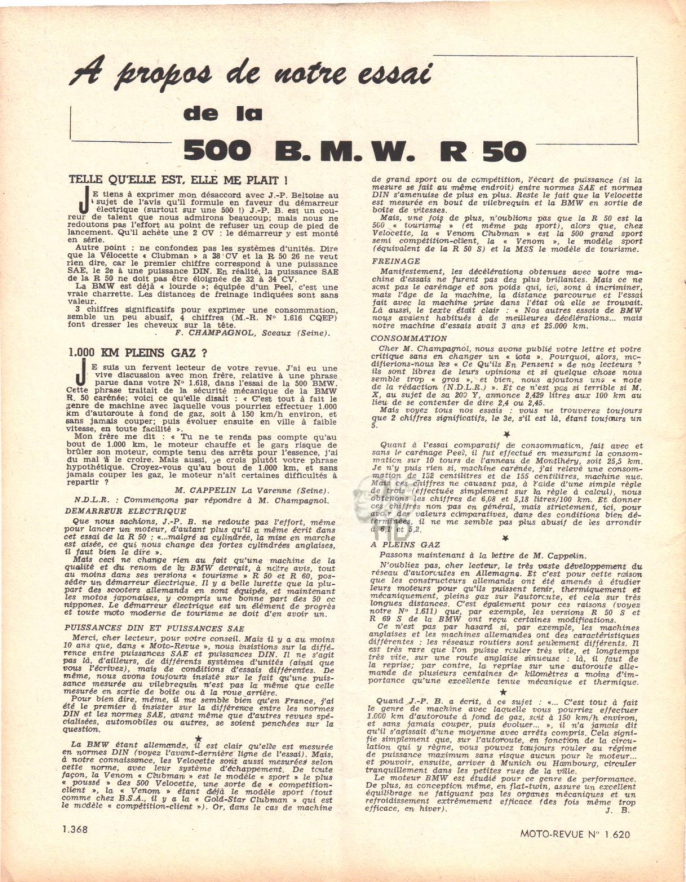 A propos de notre essai
de la
500 B. M. W. R 50
TELLE QU'ELLE EST, ELLE ME PLAIT !
JE tiens à exprimer mon désaccord avec J.-P. Beltoise au
sujet de l'avis qu'il formule en faveur du démarreur
électrique (surtout sur une 500 !) J.-P. B. est un cou-
reur de talent que nous admirons beaucoup; mais nous ne
redoutons pas l'effort au point de refuser un coup de pied de
lancement. Qu'il achète une 2 CV : le démarreur y est monté
en série.
Autre point : ne confondez pas les systèmes d'unités. Dire
que la Vélocette « Clubman » a 38 CV et la R 50 26 ne veut
rien dire, car le premier chiffre correspond à une puissance
SAE, le 2e à une puissance DIN. En réalité, la puissance SAE
de la R 50 ne doit pas être éloignée de 32 à 34 CV.
La BMW est déjà « lourde »; équipée d'un Peel, c'est une
vraie charrette. Les distances de freinage indiquées sont sans
valeur.
3 chiffres significatifs pour exprimer une consommation,
semble un peu abusif, 4 chiffres (M.-R. N° 1.616 CQEP)
font dresser les cheveux sur la tête.
F. CHAMPAGNOL, Sceaux (Seine).
1.000 KM PLEINS GAZ ?
JE suis un fervent lecteur de votre revue. J'ai eu une
vive discussion avec mon frère, relative à une phrase
parue dans votre N° 1.618, dans l'essai de la 500 BMW.
Cette phrase traitait de la sécurité mécanique de la BMW
R. 50 carénée; voici ce qu'elle disait : « C'est tout à fait le
genre de machine avec laquelle vous pourriez effectuer 1.000
km d'autoroute à fond de gaz, soit à 150 km/h environ, et
sans jamais couper; puis évoluer ensuite en ville à faible
vitesse, en toute facilité ».
Mon frère me dit : « Tu ne te rends pas compte qu'au
bout de 1.000 km, le moteur chauffe et le gars risque de
brûler son moteur, compte tenu des arrêts pour l'essence, j'ai
du mal à le croire. Mais aussi, je crois plutôt votre phrase
hypothétique. Croyez-vous qu'au bout de 1.000 km, et sans
jamais couper les gaz, le moteur n'ait certaines difficultés à
repartir ?
M. CAPPELIN La Varenne (Seine).
N.D.L.R. : Commençons par répondre à M. Champagnol.
DEMARREUR ELECTRIQUE
Que nous sachions, J.-P. B. ne redoute pas l'effort, même
pour lancer un moteur, d'autant plus qu'il a même écrit dans
cet essai de la R 50 : «...malgré sa cylindrée, la mise en marche
est aisée, ce qui nous change des fortes cylindrées anglaises,
il faut bien le dire ».
Mais ceci ne change rien au fait qu'une machine de la
qualité et du renom de la BMW devrait, à notre avis, tout
au moins dans ses versions « tourisme » R 50 et R 60, pos-
séder un démarreur électrique. Il y a belle lurette que la plu-
part des scooters allemands en sont équipés, et maintenant
les motos japonaises, y compris une bonne part des 50 cc
nippones. Le démarreur électrique est un élément de progrès
et toute moto moderne de tourisme se doit d'en avoir un.
PUISSANCES DIN ET PUISSANCES SAE
Merci, cher lecteur, pour votre conseil. Mais il y a au moins
10 ans que, dans « Moto-Revue », nous insistons sur la diffé-
rence entre puissances SAE et puissances DIN. Il ne s'agit
pas là, d'ailleurs, de différents systèmes d'unités (ainsi que
vous l'écrivez), mais de conditions d'essais différentes. De
même, nous avons toujours insisté sur le fait qu'une puis-
sance mesurée au vilebrequin n'est pas la même que celle
mesurée en sortie de boîte ou à la roue arrière.
Pour bien dire, même, il me semble bien qu'en France, j'ai
été le premier à insister sur la différence entre les normes
DIN et les normes SAE, avant même que d'autres revues spé-
cialisées, automobiles ou autres, se soient penchées sur la
question.
★
La BMW étant allemande, il est clair qu'elle est mesurée
en normes DIN (voyez l'avant-dernière ligne de l'essai). Mais,
à notre connaissance, les Velocette sont aussi mesurées selon
cette norme, avec leur système d'échappement. De toute
façon, la Venom « Clubman » est le modèle « sport » le plus
« poussé » des 500 Velocette, une sorte de « competition-
client », la « Venom » étant déjà le modèle sport (tout
comme chez B.S.A., il y a la « Gold-Star Clubman » qui est
le modèle « compétition-client »). Or, dans le cas de machine
de grand sport ou de compétition, l'écart de puissance (si la
mesure se fait au même endroit) entre normes SAE et normes
DIN s'amenuise de plus en plus. Reste le fait que la Velocette
est mesurée en bout de vilebrequin et la BMW en sortie de
boîte de vitesses.
Mais, une fois de plus, n'oublions pas que la R 50 est la
500 « tourisme » (et même pas sport), alors que, chez
Velocette, la « Venom Clubman » est la 500 grand sport
semi compétition-client, la « Venom », le modèle sport
(équivalent de la R 50 S) et la MSS le modèle de tourisme.
FREINAGE
Manifestement, les décélérations obtenues avec notre ma-
chine d'essais ne furent pas des plus brillantes. Mais ce ne
sont pas le carénage et son poids qui, ici, sont à incriminer,
mais l'âge de la machine, la distance parcourue et l'essai
fait avec la machine prise dans l'état où elle se trouvait.
Là aussi, le texte était clair : « Nos autres essais de BMW
nous avaient habitués à de meilleures décélérations... mais
notre machine d'essais avait 3 ans et 25.000 km.
CONSOMMATION
Cher M. Champagnol, nous avons publié votre lettre et votre
critique sans en changer un « iota ». Pourquoi, alors, mo-
difierions-nous les « Ce Qu'Ils En Pensent » de nos lecteurs ?
ils sont libres de leurs opinions et si quelque chose nous
semble trop « gros », et bien, nous ajoutons une « note
de la rédaction (N.D.L.R.) ». Et ce n'est pas si terrible si M.
X, au sujet de sa 200 Y, annonce 2,429 litres aux 100 km au
lieu de se contenter de dire 2,4 ou 2,45.
Mais voyez tous nos essais : vous ne trouverez toujours
que 2 chiffres significatifs, le 3e, s'il est là, étant toujours un
5.
★
Quant à l'essai comparatif de consommation, fait avec et
sans le carénage Peel, il fut effectué en mesurant la consom-
mation sur 10 tours de l'anneau de Montlhéry, soit 25,5 km.
Je n'y puis rien si, machine carénée, j'ai relevé une consom-
mation de 152 centilitres et de 155 centilitres, machine nue.
chiffres ne causant pas, à l'aide d'une simple règle
effectuée simplement sur la règle à calcul), nous
obtenons les chiffres de 6,08 et 5,18 litres/100 km. Et donner
ces chiffres non pas en général, mais strictement, ici, pour
valeurs comparatives, dans des conditions bien dé-
ne me semble pas plus abusif de les arrondir
★
A PLEINS GAZ
Passons maintenant à la lettre de M. Cappelin.
N'oubliez pas, cher lecteur, le très vaste développement du
réseau d'autoroutes en Allemagne. Et c'est pour cette raison
que les constructeurs allemands ont été amenés à étudier
leurs moteurs pour qu'ils puissent tenir, thermiquement et
mécaniquement, pleins gaz sur l'autoroute, et cela sur très
longues distances. C'est également pour ces raisons (voyez
notre N° 1.611) que, par exemple, les versions R 50 S et
R 69 S de la BMW ont reçu certaines modifications.
Ce n'est pas par hasard si, par exemple, les machines
anglaises et les machines allemandes ont des caractéristiques
différentes : les réseaux routiers sont seulement différents. Il
est très rare que l'on puisse rouler très vite, et longtemps
très vite, sur une route anglaise sinueuse : là, il faut de
la reprise; par contre, la reprise sur une autoroute alle-
mande de plusieurs centaines de kilomètres a moins d'im-
portance qu'une excellente tenue mécanique et thermique.
★
Quand J.-P. B. a écrit, à ce sujet : «... C'est tout à fait
le genre de machine avec laquelle vous pourriez effectuer
1.000 km d'autoroute à fond de gaz, soit à 150 km/h environ,
et sans jamais couper, puis évoluer... », il n'a jamais dit
qu'il s'agissait d'une moyenne avec arrêts compris. Cela signi-
fie simplement que, sur l'autoroute, en fonction de la circu-
lation qui y règne, vous pouvez toujours rouler au régime
de puissance maximum sans risque aucun pour le moteur...
et pouvoir, ensuite, arriver à Munich ou Hambourg, circuler
tranquillement dans les petites rues de la ville.
Le moteur BMW est étudié pour ce genre de performance.
De plus, sa conception même, en flat-twin, assure un excellent
équilibrage ne fatiguant pas les organes mécaniques et un
refroidissement extrêmement efficace (des fois même trop
efficace, en hiver).
J. B.
1.368
MOTO-REVUE N° 1.620